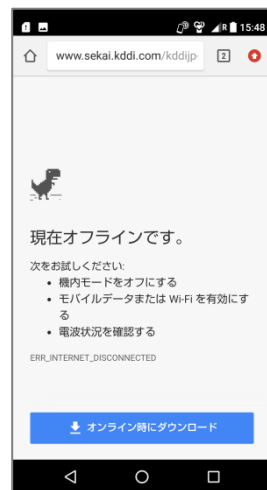 R 15:48
www.sekai.kddi.com/kddijp
2
現在オフラインです。
次をお試しください:
• 機内モードをオフにする
• モバイルデータまたは Wi-Fi を有効にす
る
• 電波状況を確認する
ERR_INTERNET_DISCONNECTED
オンライン時にダウンロード